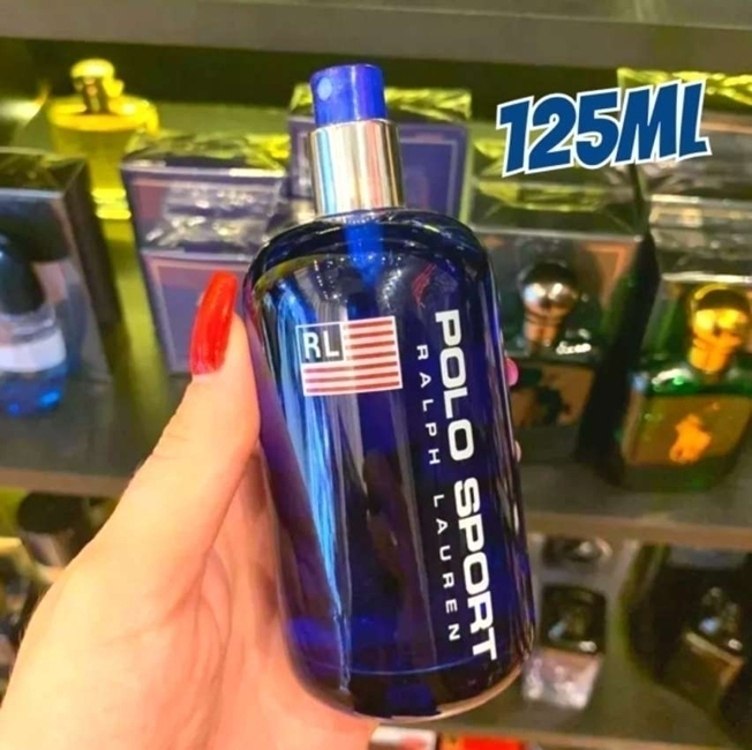 125ML
RL
POLO SPORT
RALPH LAUREN